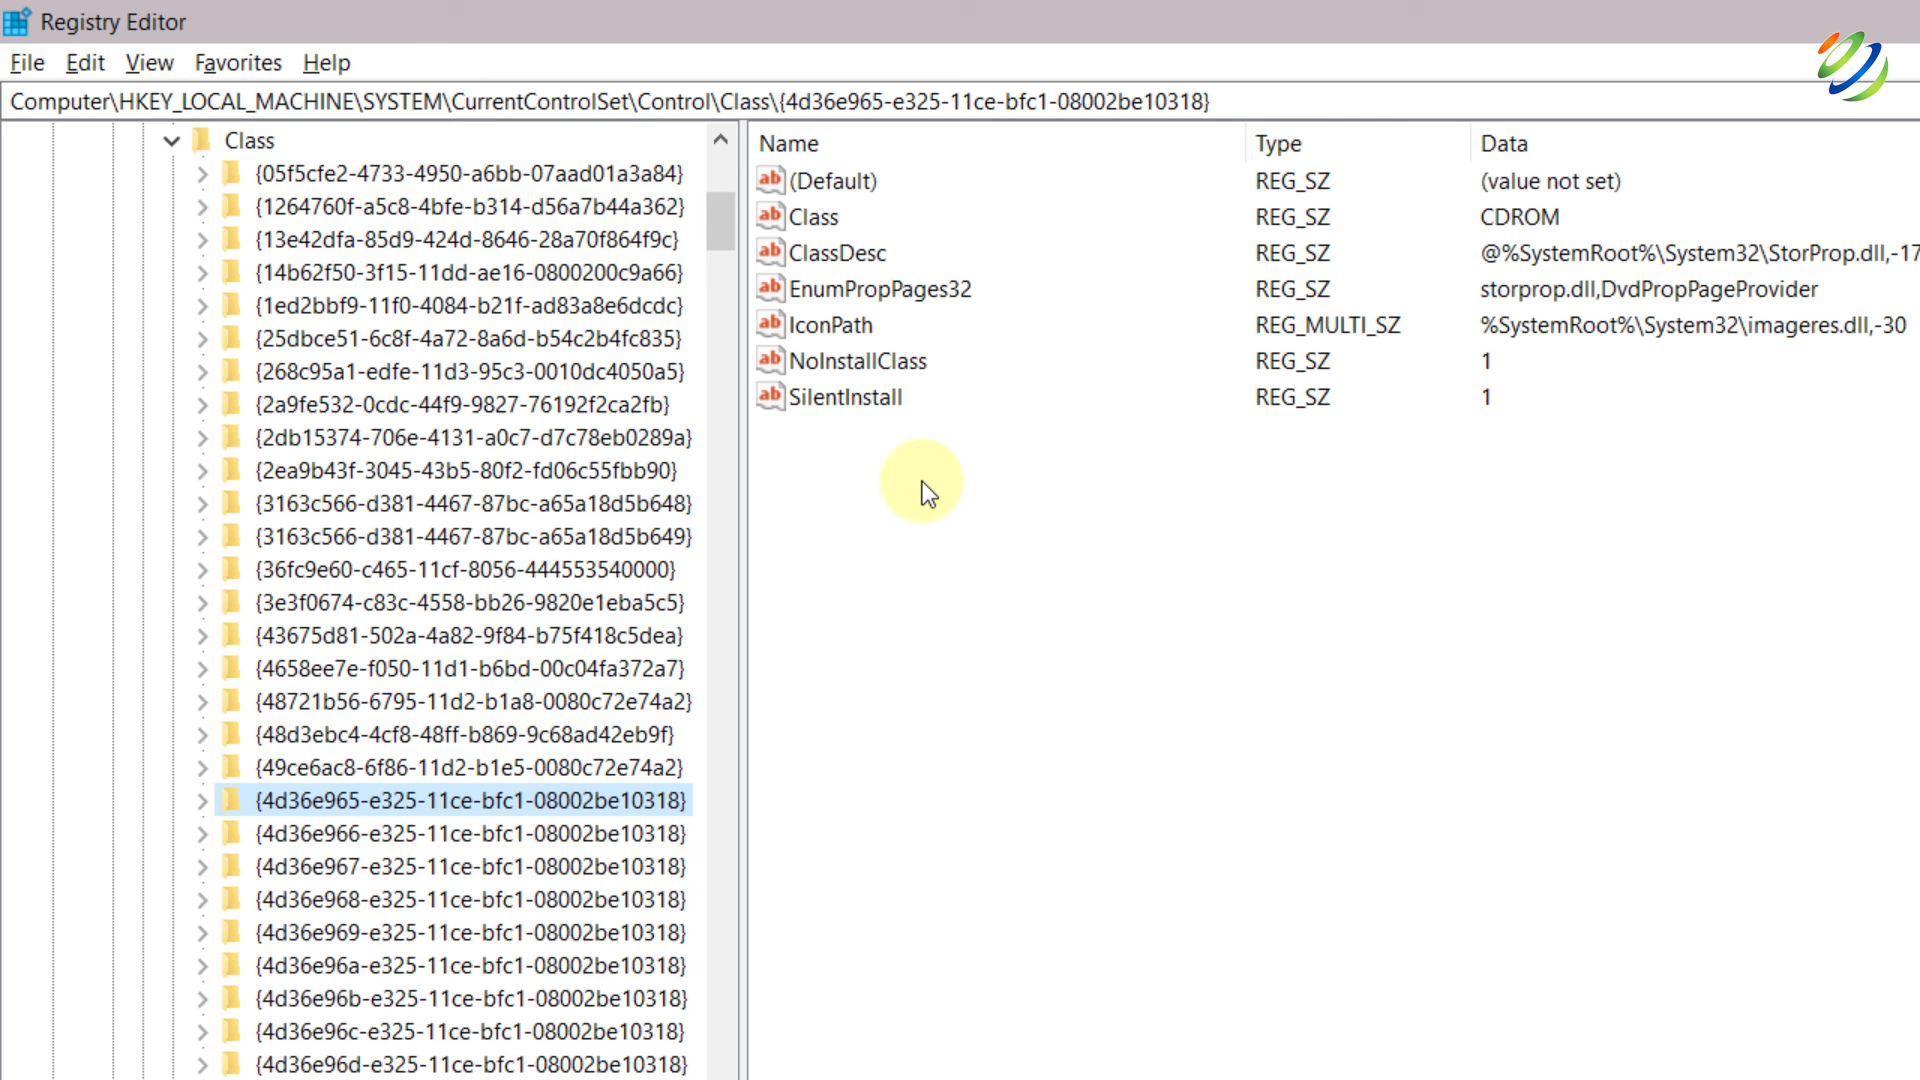 Registry Editor
File Edit View Favorites Help
Computer\HKEY_LOCAL_MACHINE\SYSTEM\CurrentControlSet\Control\Class\{4d36e965-e325-11ce-bfc1-08002be10318}
Class
{05f5cfe2-4733-4950-a6bb-07aad01a3a84}
{1264760f-a5c8-4bfe-b314-d56a7b44a362}
{13e42dfa-85d9-424d-8646-28a70f864f9c}
{14b62f50-3f15-11dd-ae16-0800200c9a66}
{1ed2bbf9-11f0-4084-b21f-ad83a8e6dcdc}
{25dbce51-6c8f-4a72-8a6d-b54c2b4fc835}
{268c95a1-edfe-11d3-95c3-0010dc4050a5}
{2a9fe532-0cdc-44f9-9827-76192f2ca2fb}
{2db15374-706e-4131-a0c7-d7c78eb0289a}
{2ea9b43f-3045-43b5-80f2-fd06c55fbb90}
{3163c566-d381-4467-87bc-a65a18d5b648}
{3163c566-d381-4467-87bc-a65a18d5b649}
{36fc9e60-c465-11cf-8056-444553540000}
{3e3f0674-c83c-4558-bb26-9820e1eba5c5}
{43675d81-502a-4a82-9f84-b75f418c5dea}
{4658ee7e-f050-11d1-b6bd-00c04fa372a7}
{48721b56-6795-11d2-b1a8-0080c72e74a2}
{48d3ebc4-4cf8-48ff-b869-9c68ad42eb9f}
{49ce6ac8-6f86-11d2-b1e5-0080c72e74a2}
{4d36e965-e325-11ce-bfc1-08002be10318}
{4d36e966-e325-11ce-bfc1-08002be10318}
{4d36e967-e325-11ce-bfc1-08002be10318}
{4d36e968-e325-11ce-bfc1-08002be10318}
{4d36e969-e325-11ce-bfc1-08002be10318}
{4d36e96a-e325-11ce-bfc1-08002be10318}
{4d36e96b-e325-11ce-bfc1-08002be10318}
{4d36e96c-e325-11ce-bfc1-08002be10318}
{4d36e96d-e325-11ce-bfc1-08002be10318}
Name Type Data
(Default) REG_SZ (value not set)
Class REG_SZ CDROM
ClassDesc REG_SZ @%SystemRoot%\System32\StorProp.dll,-17
EnumPropPages32 REG_SZ storprop.dll,DvdPropPageProvider
IconPath REG_MULTI_SZ %SystemRoot%\System32\imageres.dll,-30
NoInstallClass REG_SZ 1
SilentInstall REG_SZ 1